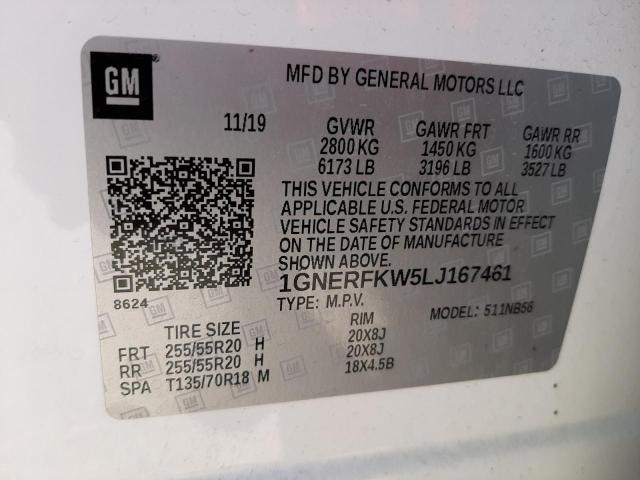 GM
MFD BY GENERAL MOTORS LLC
11/19 GVWR GAWR FRT GAWR RR
2800 KG 1450 KG 1600 KG
6173 LB 3196 LB 3527 LB
THIS VEHICLE CONFORMS TO ALL
APPLICABLE U.S. FEDERAL MOTOR
VEHICLE SAFETY STANDARDS IN EFFECT
ON THE DATE OF MANUFACTURE
SHOWN ABOVE.
1GNERFKW5LJ167461
8624 TYPE: M.P.V. MODEL: 511NB56
TIRE SIZE RIM
FRT 255/55R20 H 20X8J
RR 255/55R20 H 20X8J
SPA T135/70R18 M 18X4.5B